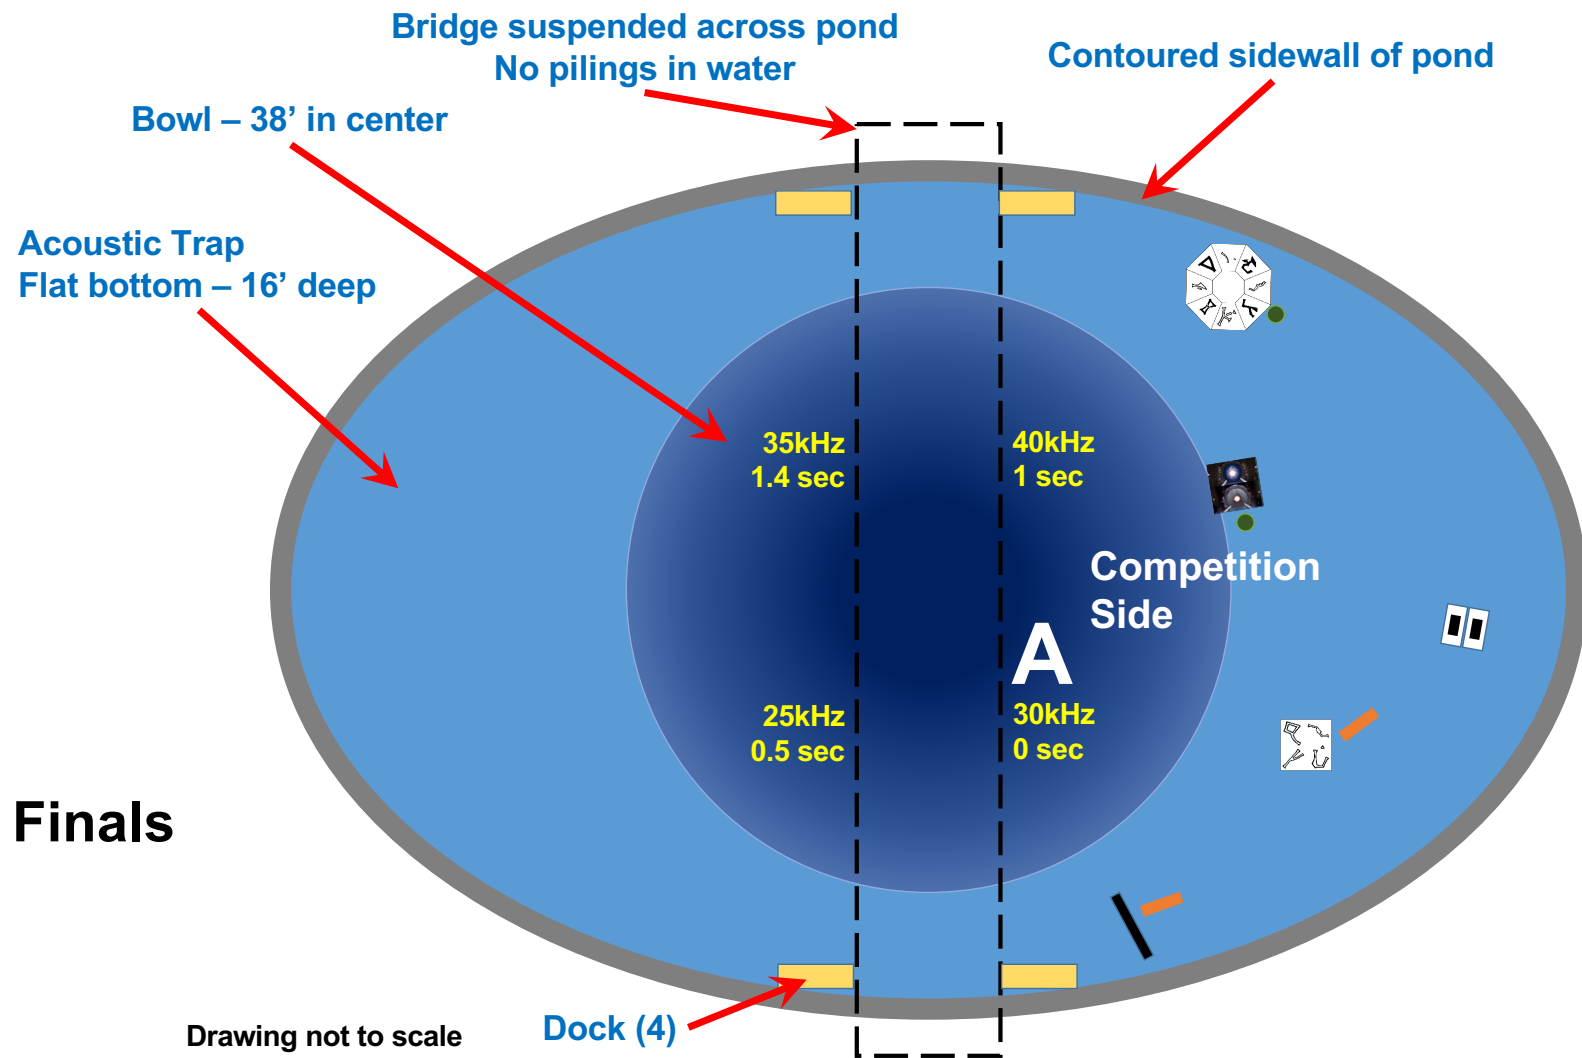 Bridge suspended across pond
No pilings in water
Contoured sidewall of pond
Bowl – 38' in center
Acoustic Trap
Flat bottom – 16' deep
35kHz
1.4 sec
40kHz
1 sec
Competition
Side
A
25kHz
0.5 sec
30kHz
0 sec
Finals
Dock (4)
Drawing not to scale